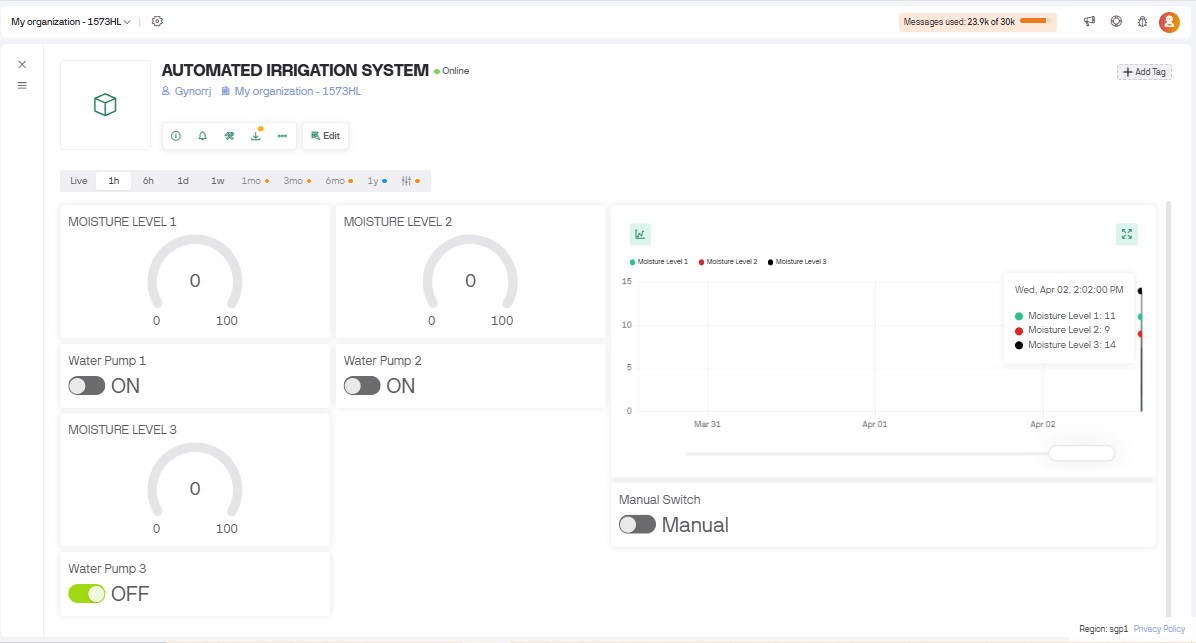 My organization - 1573HL
Messages used: 23.9k of 30k
AUTOMATED IRRIGATION SYSTEM
Online
Add Tag
Gynorrj
My organization - 1573HL
Edit
Live 1h 6h 1d 1w 1mo 3mo 6mo 1y
MOISTURE LEVEL 1
0
0 100
MOISTURE LEVEL 2
0
0 100
Water Pump 1
ON
Water Pump 2
ON
MOISTURE LEVEL 3
0
0 100
Water Pump 3
OFF
Moisture Level 1 Moisture Level 2 Moisture Level 3
15
10
5
0
Mar 31 Apr 01 Apr 02
Wed, Apr 02, 2:02:00 PM
Moisture Level 1: 11
Moisture Level 2: 9
Moisture Level 3: 14
Manual Switch
Manual
Region: sgp1 Privacy Policy